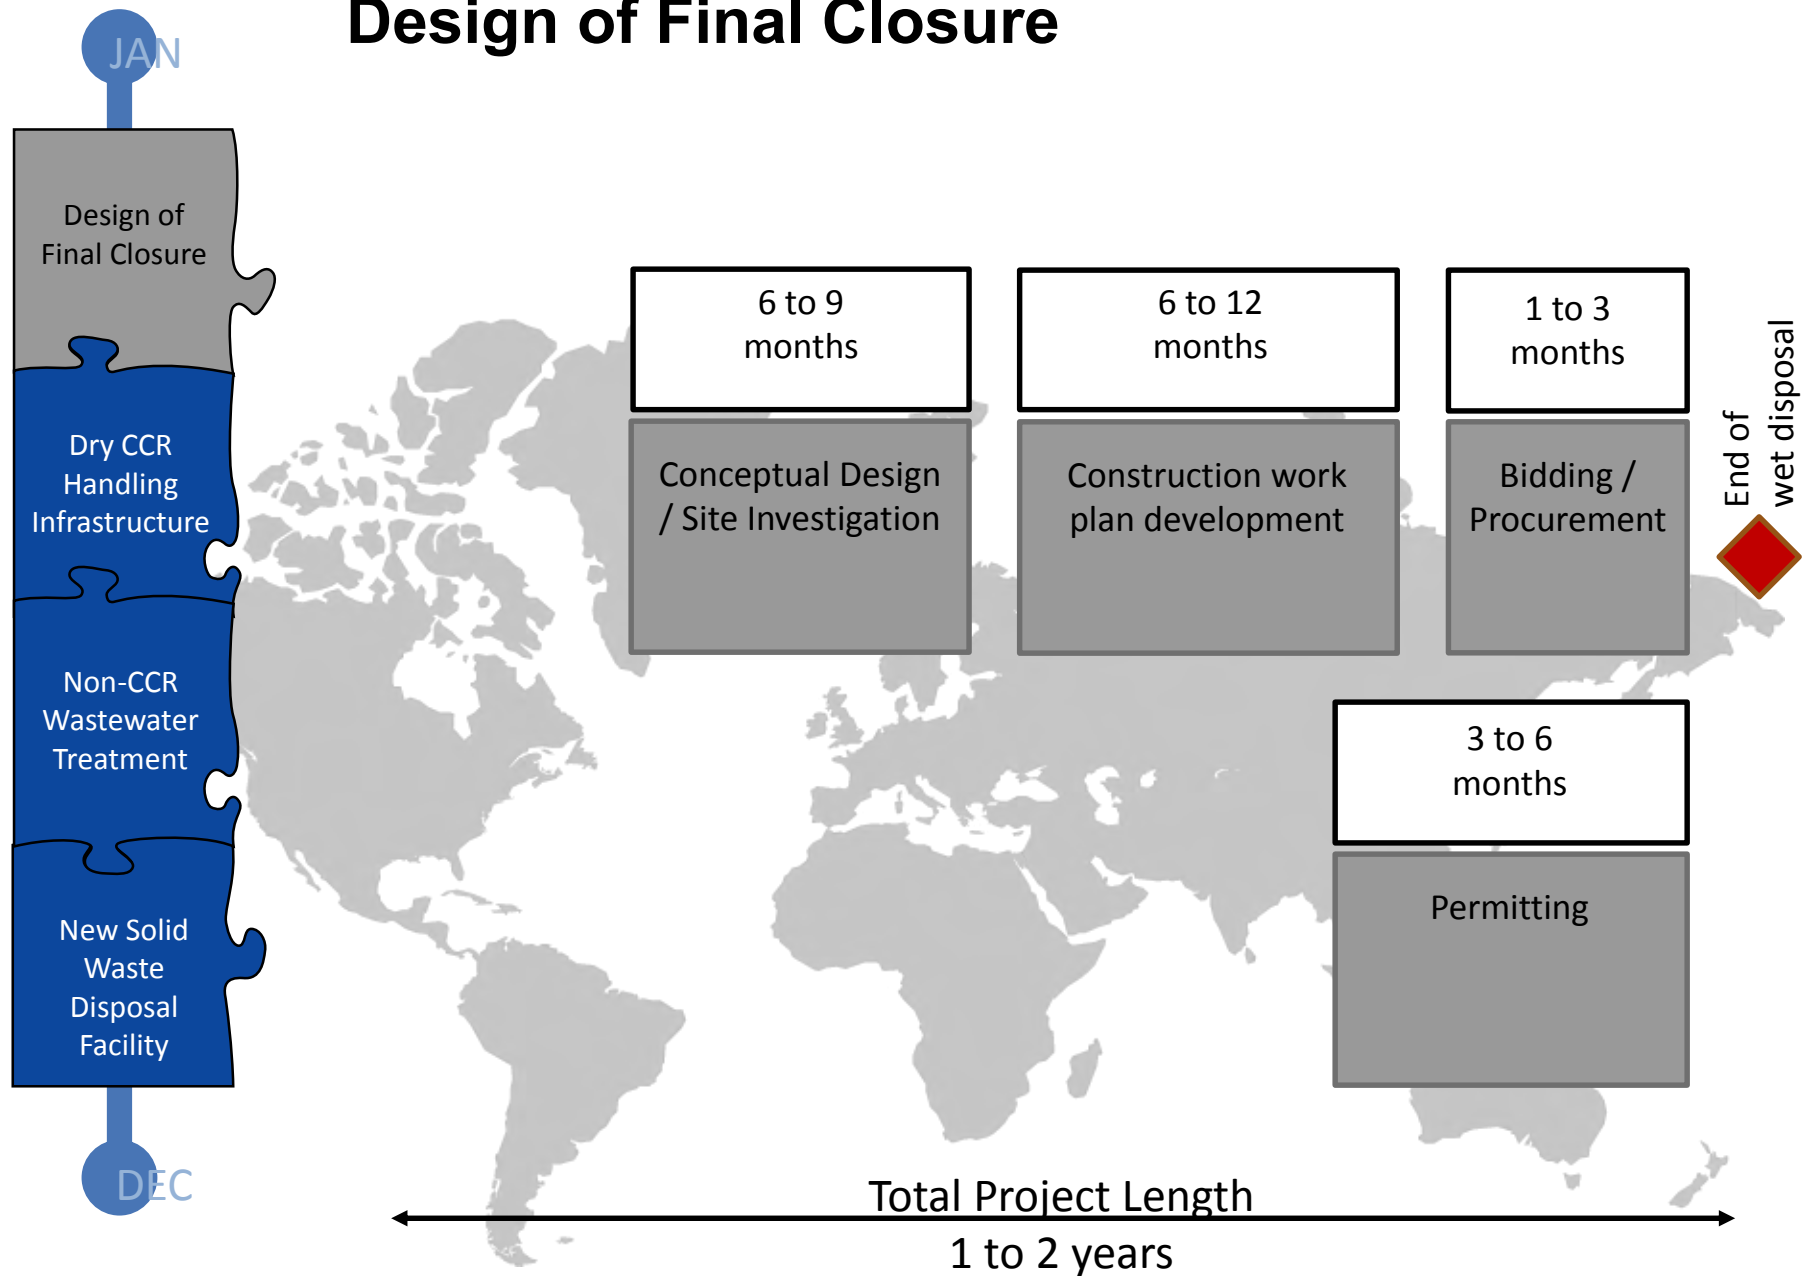 Design of Final Closure
JAN
Design of
Final Closure
Dry CCR
Handling
Infrastructure
Non-CCR
Wastewater
Treatment
New Solid
Waste
Disposal
Facility
DEC
6 to 9
months
Conceptual Design
/ Site Investigation
6 to 12
months
Construction work
plan development
1 to 3
months
Bidding /
Procurement
End of
wet disposal
3 to 6
months
Permitting
Total Project Length
1 to 2 years